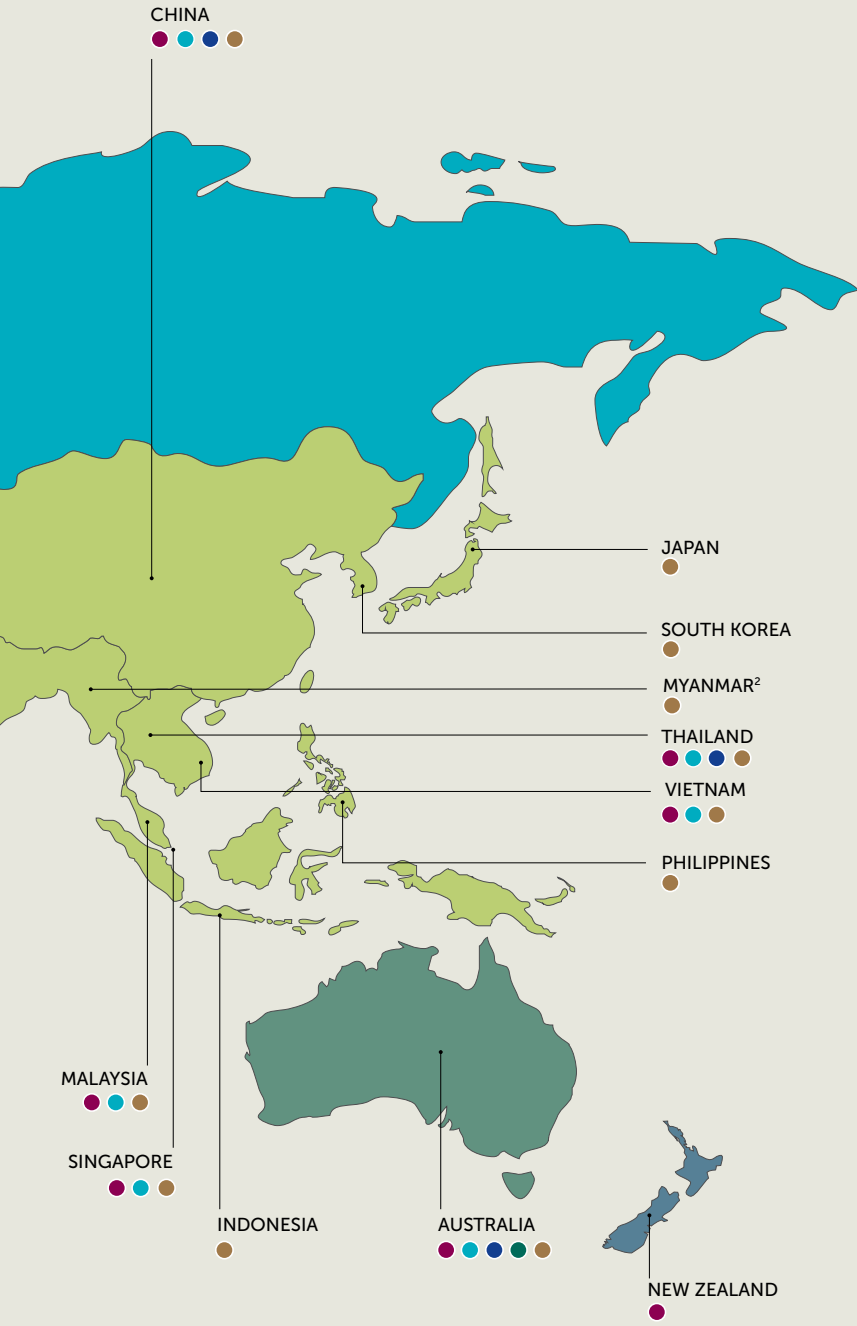 CHINA
JAPAN
SOUTH KOREA
MYANMAR²
THAILAND
VIETNAM
PHILIPPINES
MALAYSIA
SINGAPORE
INDONESIA
AUSTRALIA
NEW ZEALAND